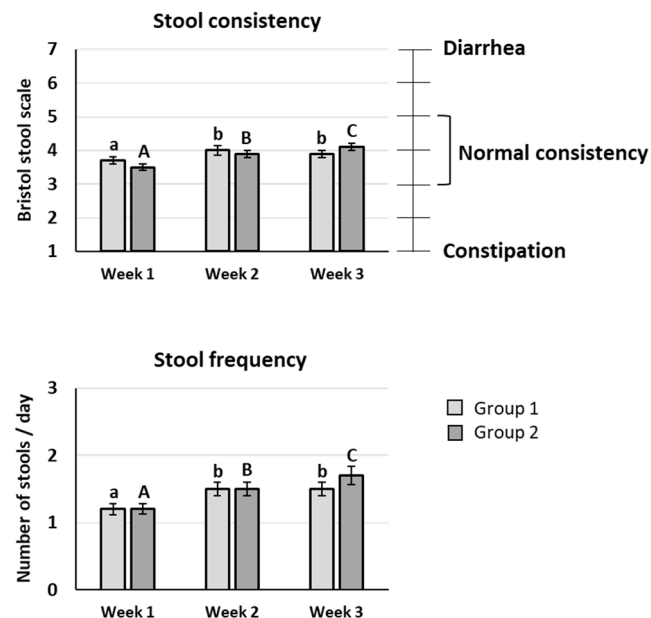 Stool consistency
Bristol stool scale
7
6
5
4
3
2
1
a A
b B
b C
Week 1 Week 2 Week 3
Diarrhea
Normal consistency
Constipation
Stool frequency
Number of stools / day
3
2
1
0
a A
b B
b C
Week 1 Week 2 Week 3
Group 1
Group 2